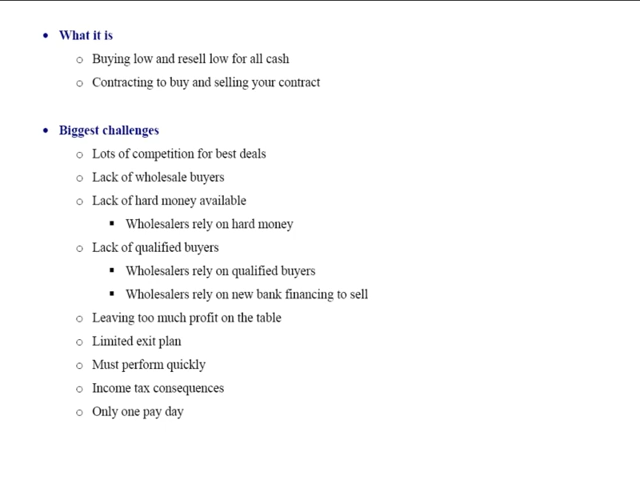 • What it is
o Buying low and resell low for all cash
o Contracting to buy and selling your contract
• Biggest challenges
o Lots of competition for best deals
o Lack of wholesale buyers
o Lack of hard money available
▪ Wholesalers rely on hard money
o Lack of qualified buyers
▪ Wholesalers rely on qualified buyers
▪ Wholesalers rely on new bank financing to sell
o Leaving too much profit on the table
o Limited exit plan
o Must perform quickly
o Income tax consequences
o Only one pay day